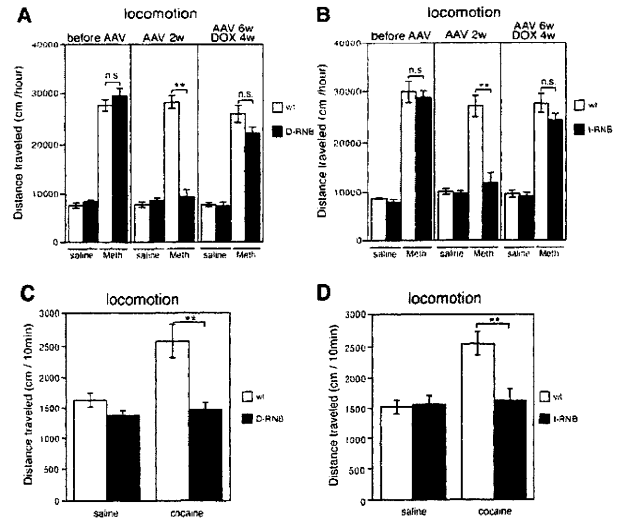 A
locomotion
before AAV
AAV 2w
AAV 6w
DOX 4w
Distance traveled (cm /hour)
40000
30000
20000
10000
0
n.s
**
n.s.
wt
D-RNB
saline
Meth
saline
Meth
saline
Meth
B
locomotion
before AAV
AAV 2w
AAV 6w
DOX 4w
Distance traveled (cm /hour)
40000
30000
20000
10000
0
n.s
**
n.s.
wt
I-RNB
saline
Meth
saline
Meth
saline
Meth
C
locomotion
Distance traveled (cm / 10min)
3000
2500
2000
1500
1000
500
0
**
wt
D-RNB
saline
cocaine
D
locomotion
Distance traveled (cm / 10min)
3000
2500
2000
1500
1000
500
0
**
wt
I-RNB
saline
cocaine